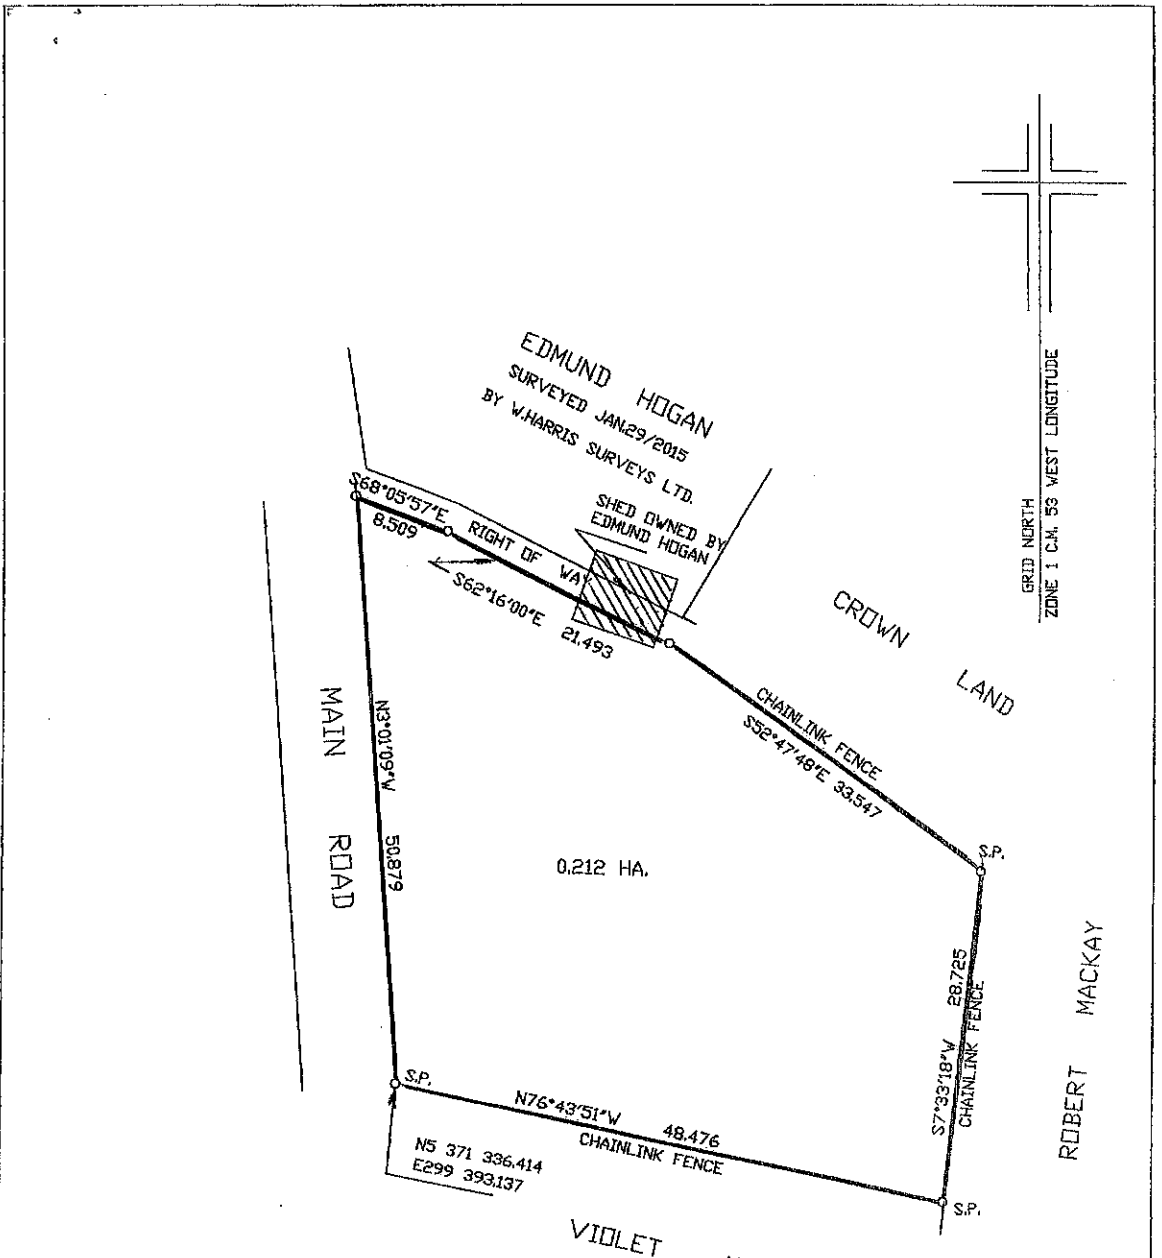 EDMUND HOGAN
SURVEYED JAN.29/2015
BY W.HARRIS SURVEYS LTD.
SHED OWNED BY
EDMUND HOGAN
GRID NORTH
ZONE 1 C.M. 53 WEST LONGITUDE
S68°05'57"E
8.509
RIGHT OF WAY
S62°16'00"E 21.493
CROWN LAND
CHAINLINK FENCE
S52°47'48"E 33.547
MAIN ROAD
N3°01'09"W 50.879
0.212 HA.
S.P.
S7°33'18"W 28.725
CHAINLINK FENCE
ROBERT MACKAY
S.P.
N76°43'51"W 48.476
CHAINLINK FENCE
N5 371 336.414
E299 393.137
S.P.
VIOLET